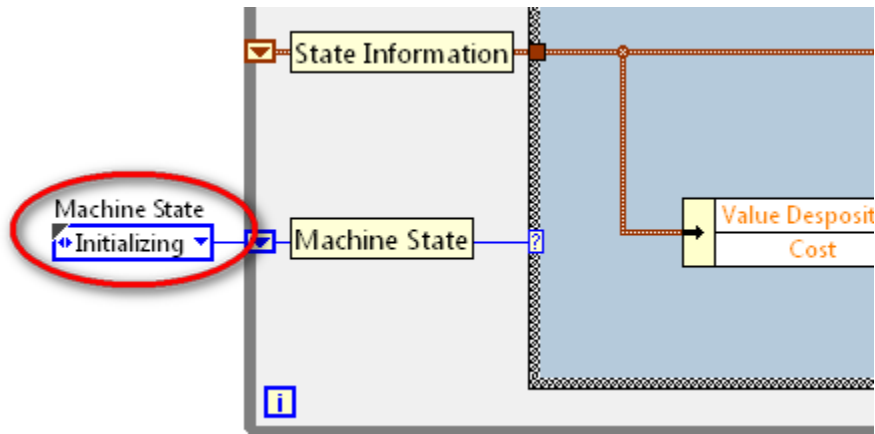 State Information
Machine State
Initializing
Machine State
?
Value Desposit
Cost
i